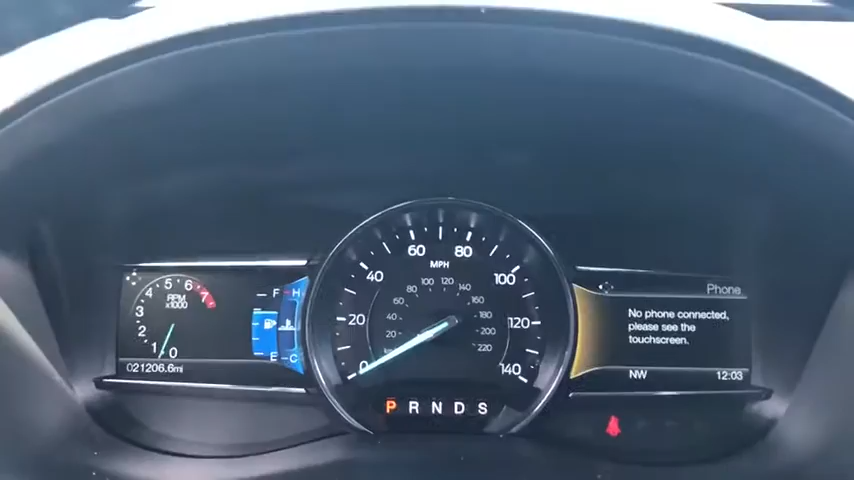 Phone
60 80
MPH
40 100
100 120
80 140
60 160
40 180
20 200
220
20 120
0 140
4 5 6 7
3
2
1 0
RPM
x1000
F H
E C
No phone connected,
please see the
touchscreen.
021206.6mi
NW 12:03
P R N D S